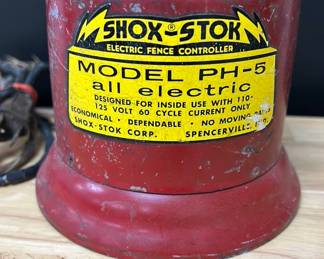 SHOX-STOK®
ELECTRIC FENCE CONTROLLER
MODEL PH-5
all electric
DESIGNED FOR INSIDE USE WITH 110-
125 VOLT 60 CYCLE CURRENT ONLY
ECONOMICAL • DEPENDABLE • NO MOVING
SHOX-STOK CORP. SPENCERVILLE,